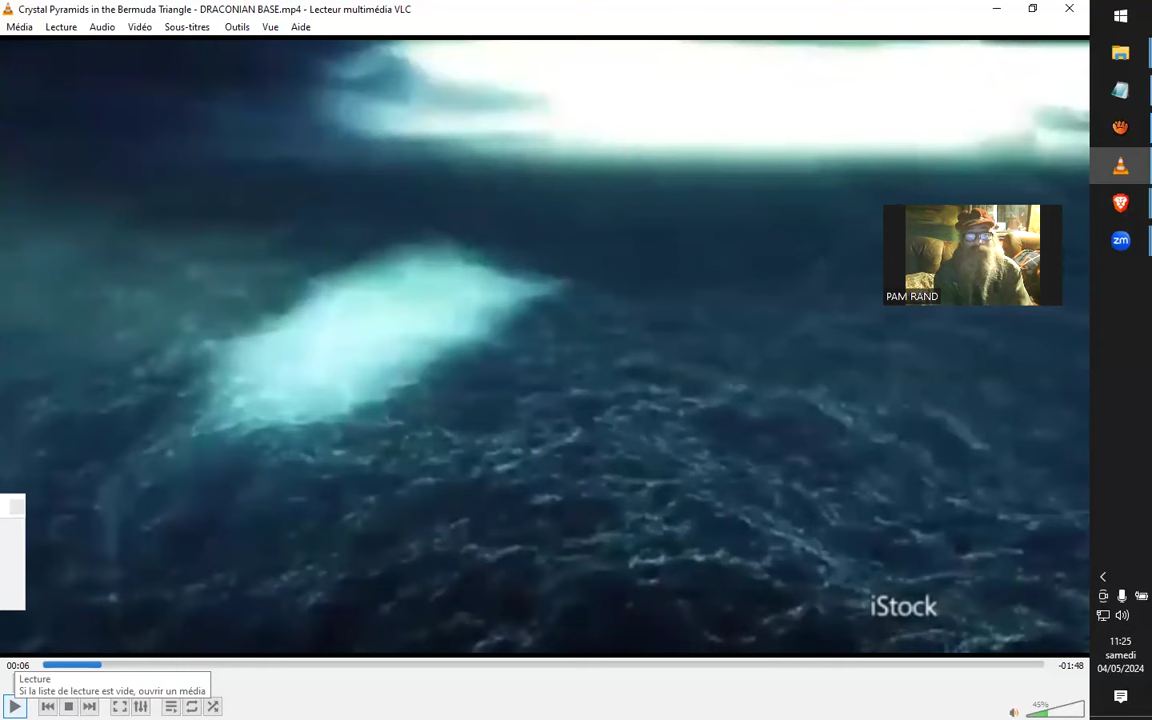 Crystal Pyramids in the Bermuda Triangle - DRACONIAN BASE.mp4 - Lecteur multimédia VLC
Média Lecture Audio Vidéo Sous-titres Outils Vue Aide
PAM RAND
zm
iStock
00:06
-01:48
Lecture
Si la liste de lecture est vide, ouvrir un média
45%
11:25
samedi
04/05/2024